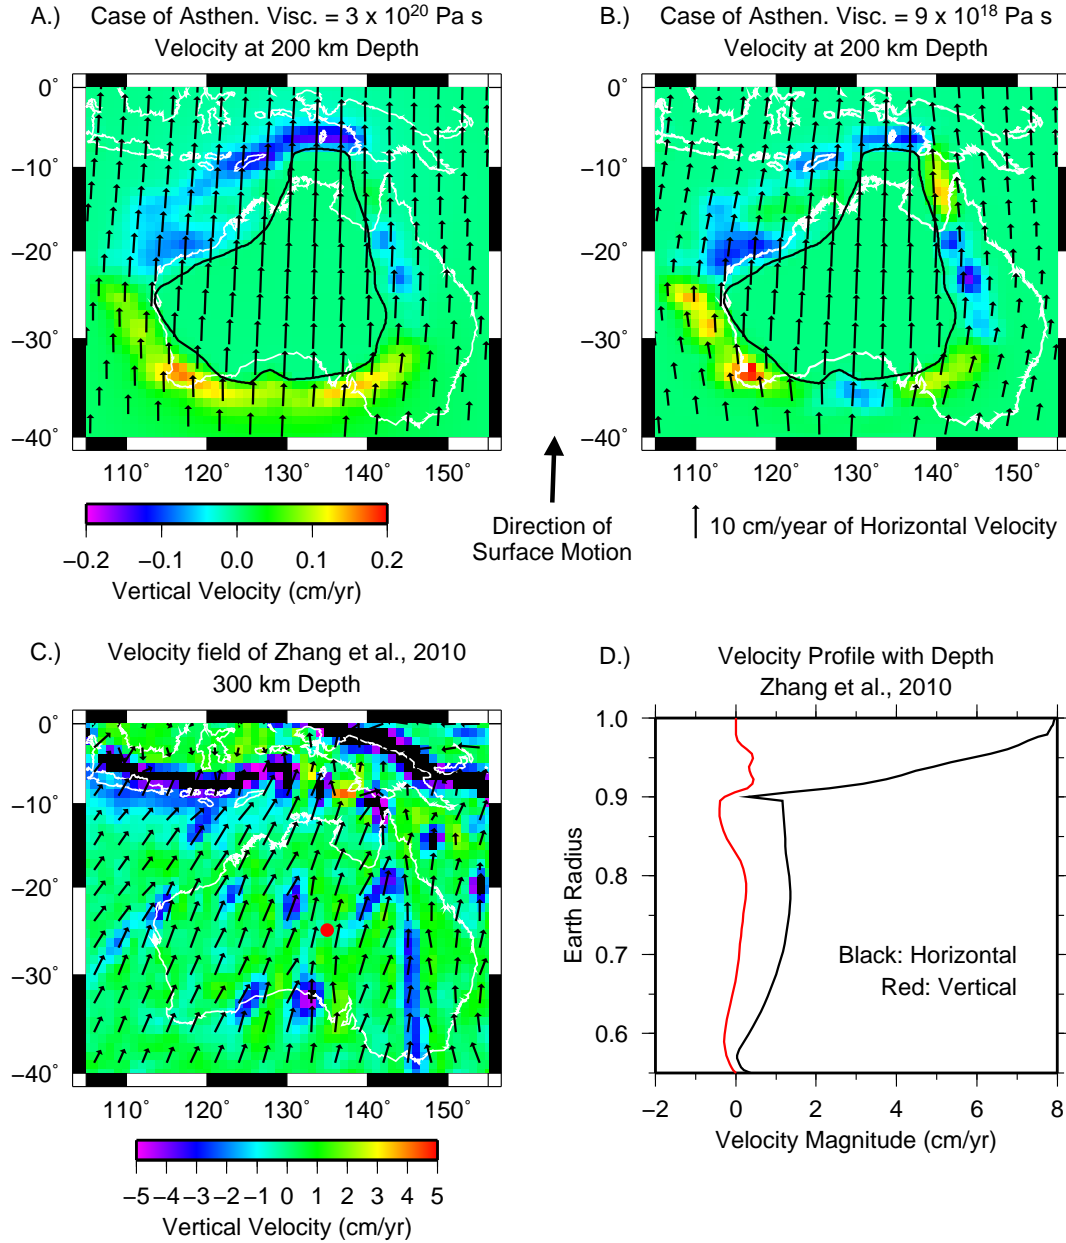 A.) Case of Asthen. Visc. = 3 x 10²⁰ Pa s
Velocity at 200 km Depth
0°
−10°
−20°
−30°
−40°
110° 120° 130° 140° 150°
−0.2 −0.1 0.0 0.1 0.2
Vertical Velocity (cm/yr)
B.) Case of Asthen. Visc. = 9 x 10¹⁸ Pa s
Velocity at 200 km Depth
0°
−10°
−20°
−30°
−40°
110° 120° 130° 140° 150°
Direction of
Surface Motion
10 cm/year of Horizontal Velocity
C.) Velocity field of Zhang et al., 2010
300 km Depth
0°
−10°
−20°
−30°
−40°
110° 120° 130° 140° 150°
−5 −4 −3 −2 −1 0 1 2 3 4 5
Vertical Velocity (cm/yr)
D.) Velocity Profile with Depth
Zhang et al., 2010
1.0
0.9
0.8
0.7
0.6
Earth Radius
Black: Horizontal
Red: Vertical
−2 0 2 4 6 8
Velocity Magnitude (cm/yr)